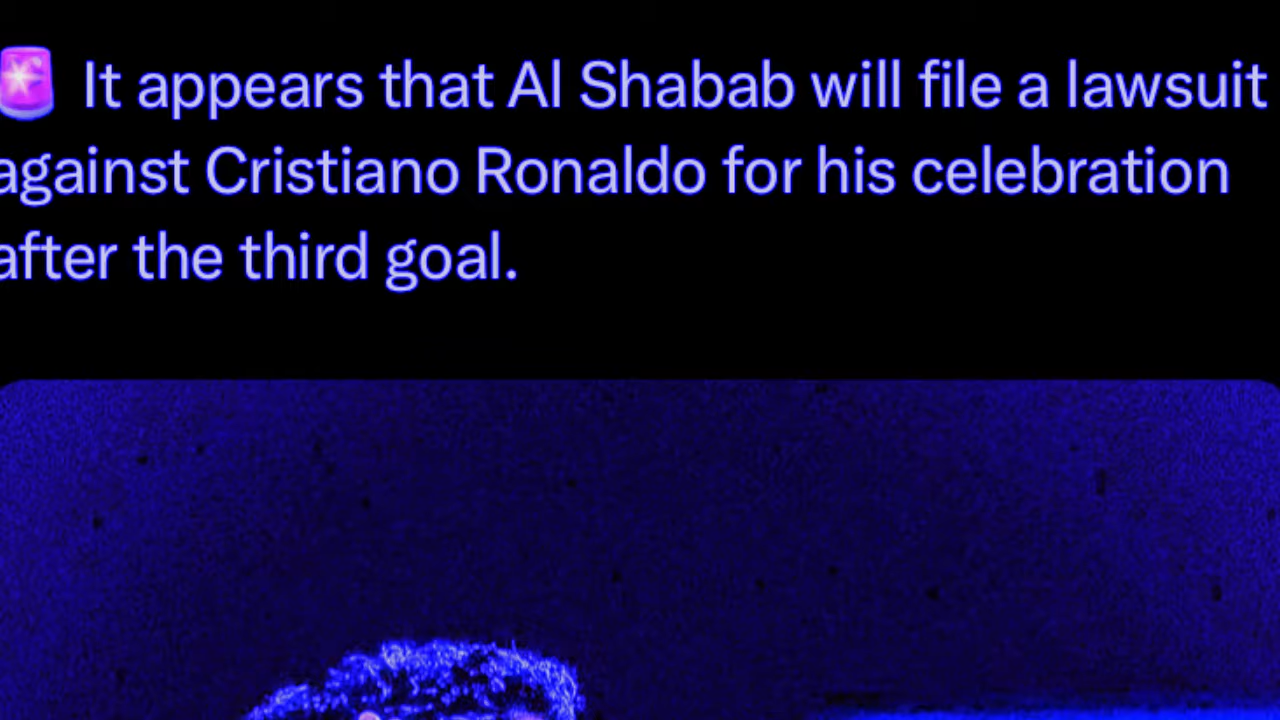 🚨 It appears that Al Shabab will file a lawsuit
against Cristiano Ronaldo for his celebration
after the third goal.